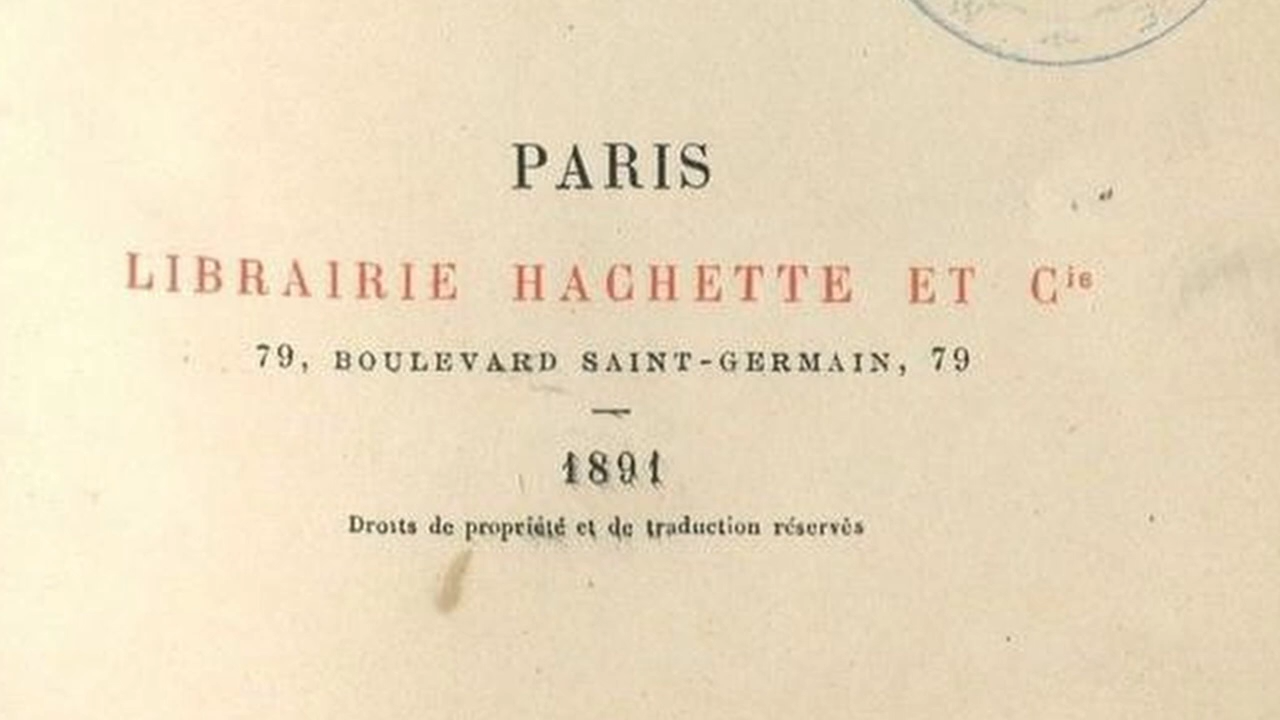 PARIS
LIBRAIRIE HACHETTE ET Cie
79, BOULEVARD SAINT-GERMAIN, 79
1891
Droits de propriété et de traduction réservés